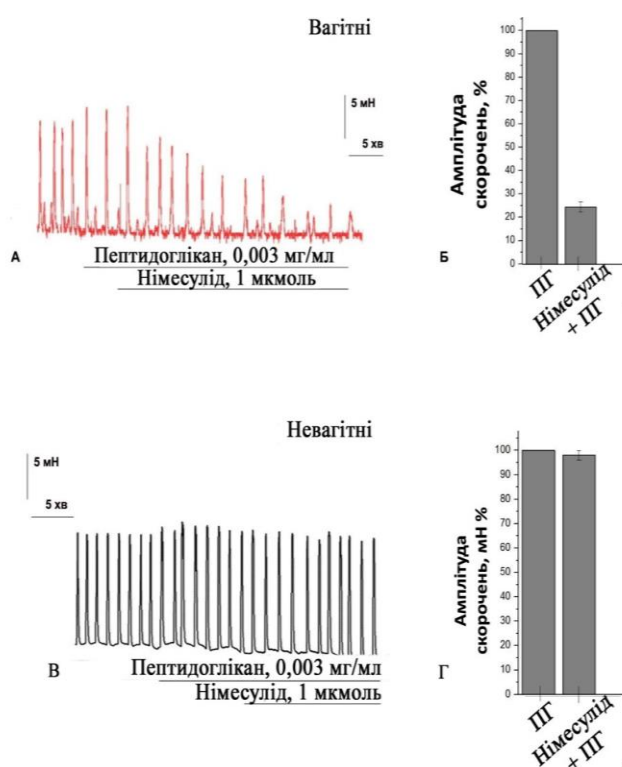 Вагітні
5 мН
5 хв
А
Пептидоглікан, 0,003 мг/мл
Німесулід, 1 мкмоль
Амплітуда
скорочень, %
100
90
80
70
60
50
40
30
20
10
0
Б
ПГ
Німесулід
+ ПГ
Невагітні
5 мН
5 хв
В
Пептидоглікан, 0,003 мг/мл
Німесулід, 1 мкмоль
Амплітуда
скорочень, мН %
100
90
80
70
60
50
40
30
20
10
0
Г
ПГ
Німесулід
+ ПГ